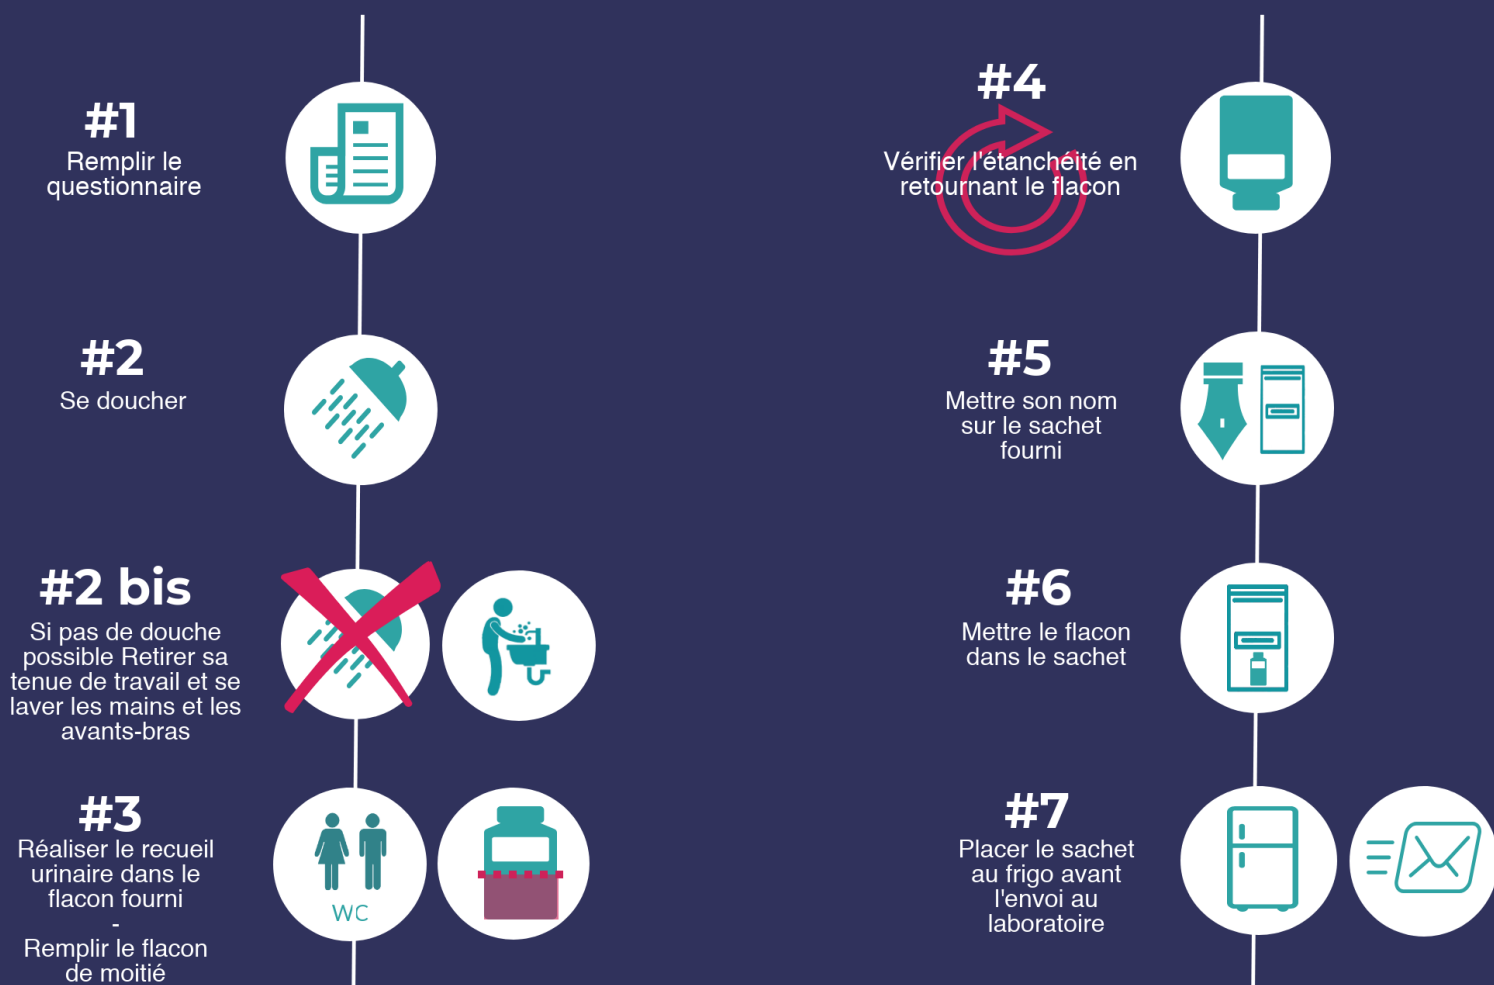 #1
Remplir le
questionnaire
#2
Se doucher
#2 bis
Si pas de douche
possible Retirer sa
tenue de travail et se
laver les mains et les
avants-bras
#3
Réaliser le recueil
urinaire dans le
flacon fourni
-
Remplir le flacon
de moitié
WC
#4
Vérifier l'étanchéité en
retournant le flacon
#5
Mettre son nom
sur le sachet
fourni
#6
Mettre le flacon
dans le sachet
#7
Placer le sachet
au frigo avant
l'envoi au
laboratoire